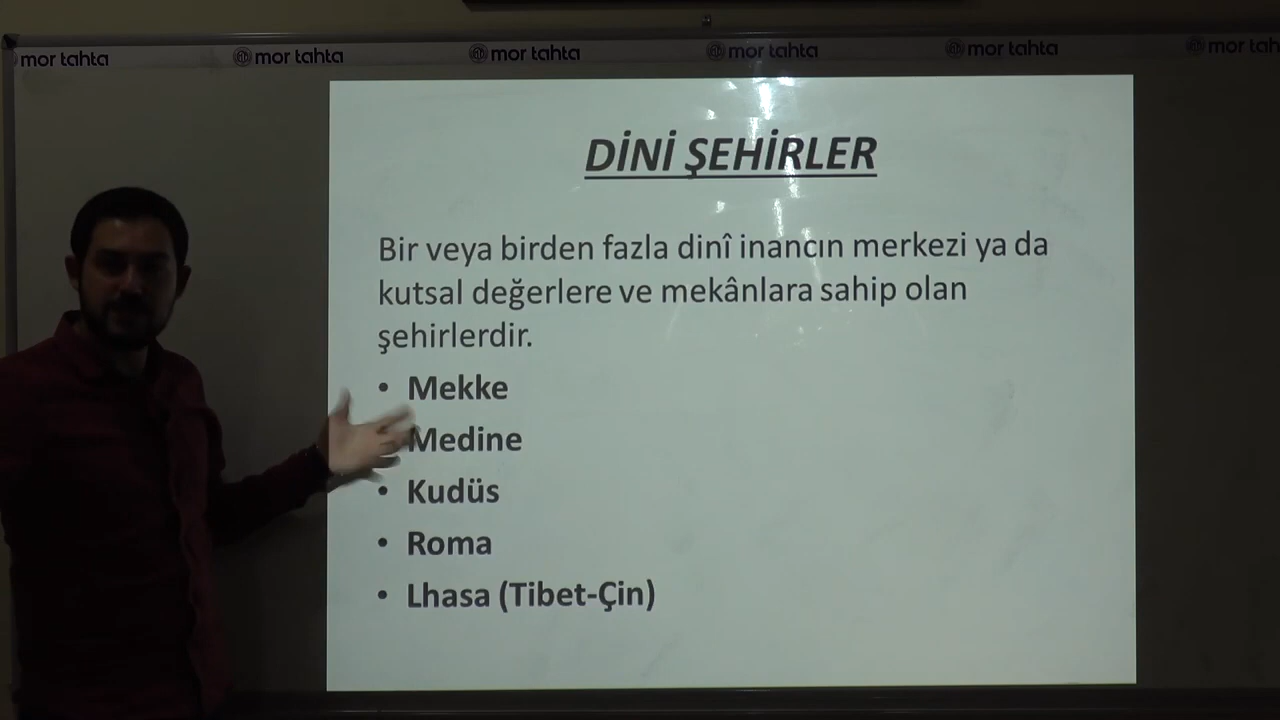 mor tahta mor tahta mor tahta mor tahta mor tahta mor tah
DİNİ ŞEHİRLER
Bir veya birden fazla dinî inancın merkezi ya da
kutsal değerlere ve mekânlara sahip olan
şehirlerdir.
• Mekke
Medine
• Kudüs
• Roma
• Lhasa (Tibet-Çin)